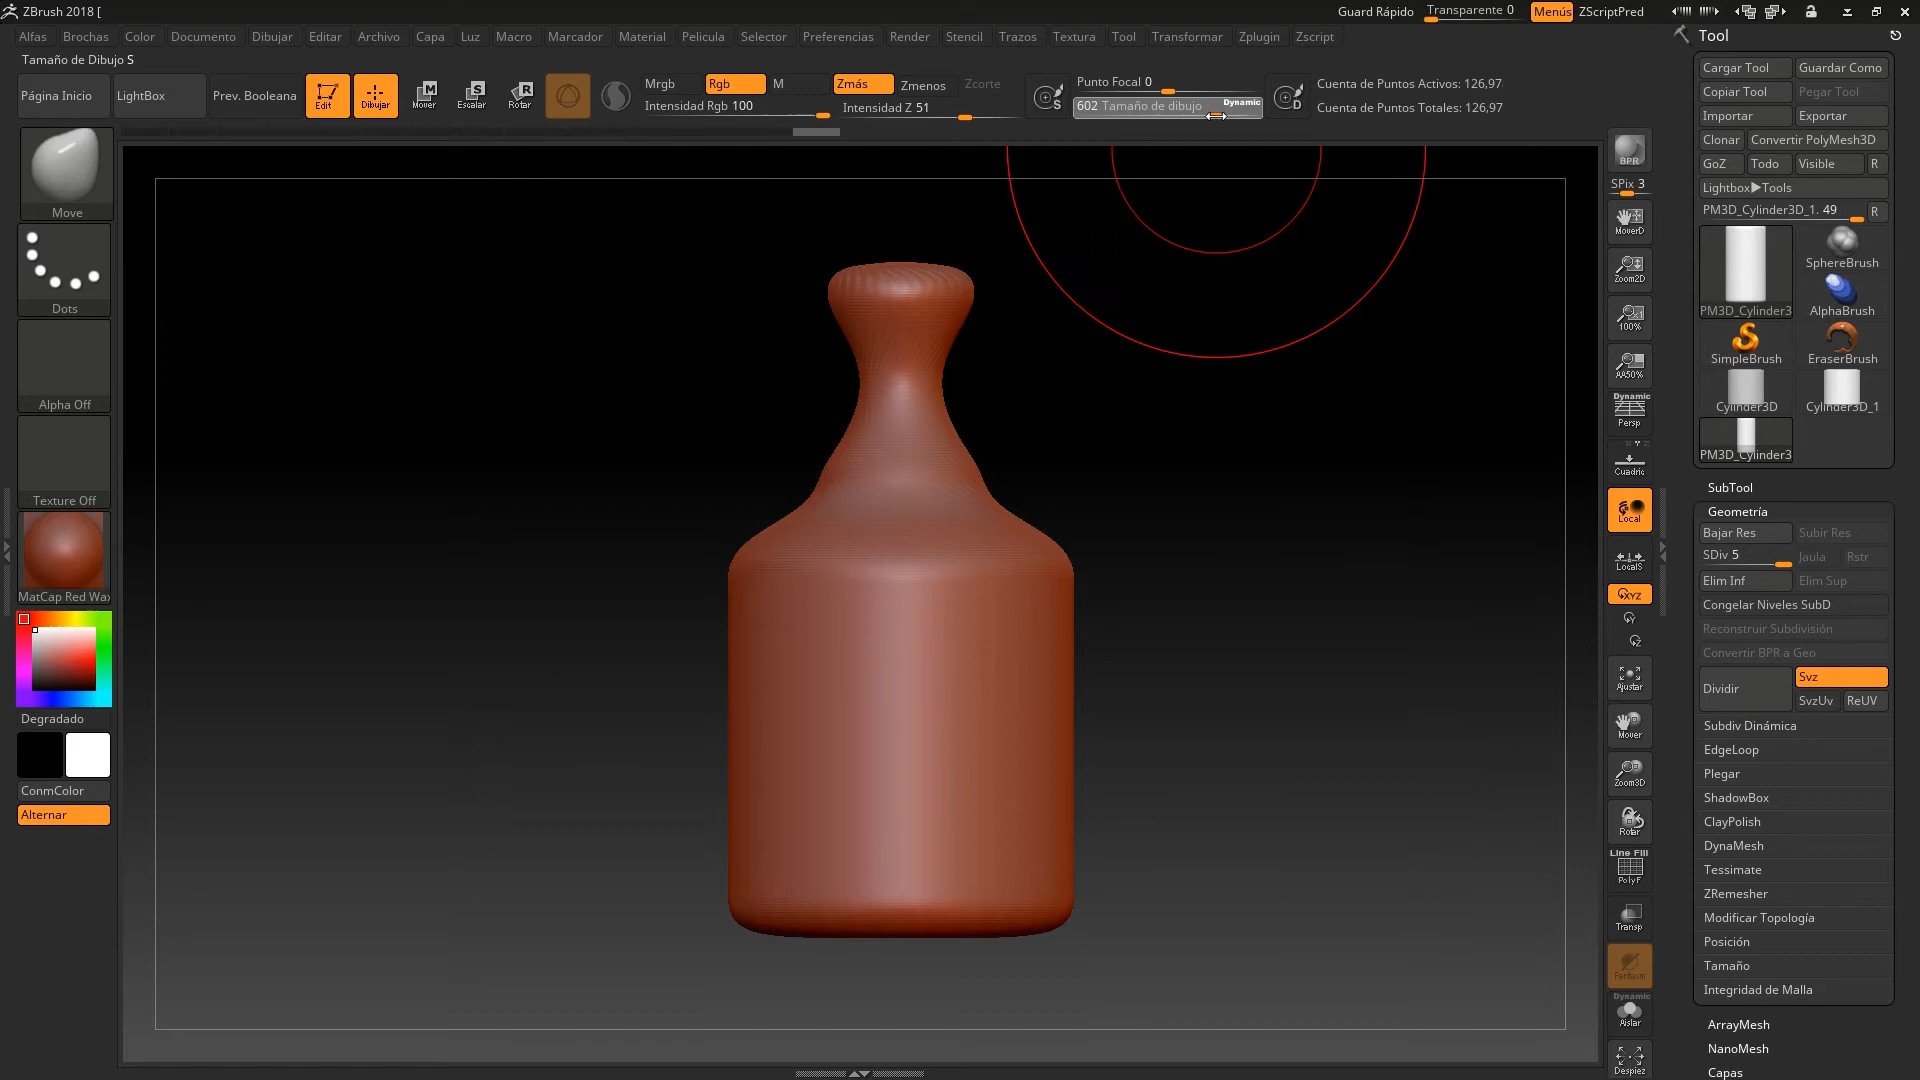 ZBrush 2018 [
Guard Rápido
Transparente 0
Menús
ZScriptPred
Alfas
Brochas
Color
Documento
Dibujar
Editar
Archivo
Capa
Luz
Macro
Marcador
Material
Pelicula
Selector
Preferencias
Render
Stencil
Trazos
Textura
Tool
Transformar
Zplugin
Zscript
Tool
Tamaño de Dibujo S
Página Inicio
LightBox
Prev. Booleana
Edit
Dibujar
Mover
Escalar
Rotar
Mrgb
Rgb
M
Intensidad Rgb 100
Zmás
Zmenos
Zcorte
Intensidad Z 51
S
Punto Focal 0
602 Tamaño de dibujo
Dynamic
D
Cuenta de Puntos Activos: 126,97
Cuenta de Puntos Totales: 126,97
Move
Dots
Alpha Off
Texture Off
MatCap Red Wax
Degradado
ConmColor
Alternar
BPR
SPix 3
MoverD
Zoom2D
100%
AA50%
Dynamic
Persp
Cuadric
Local
LocalS
XYZ
Y
Z
Ajustar
Mover
Zoom3D
Rotar
Line Fill
PolyF
Transp
Fantasm
Dynamic
Aislar
Despiez
Cargar Tool
Guardar Como
Copiar Tool
Pegar Tool
Importar
Exportar
Clonar
Convertir PolyMesh3D
GoZ
Todo
Visible
R
Lightbox▶Tools
PM3D_Cylinder3D_1. 49
R
PM3D_Cylinder3
SphereBrush
AlphaBrush
SimpleBrush
EraserBrush
Cylinder3D
Cylinder3D_1
PM3D_Cylinder3
SubTool
Geometría
Bajar Res
Subir Res
SDiv 5
Jaula
Rstr
Elim Inf
Elim Sup
Congelar Niveles SubD
Reconstruir Subdivisión
Convertir BPR a Geo
Dividir
Svz
SvzUv
ReUV
Subdiv Dinámica
EdgeLoop
Plegar
ShadowBox
ClayPolish
DynaMesh
Tessimate
ZRemesher
Modificar Topología
Posición
Tamaño
Integridad de Malla
ArrayMesh
NanoMesh
Capas